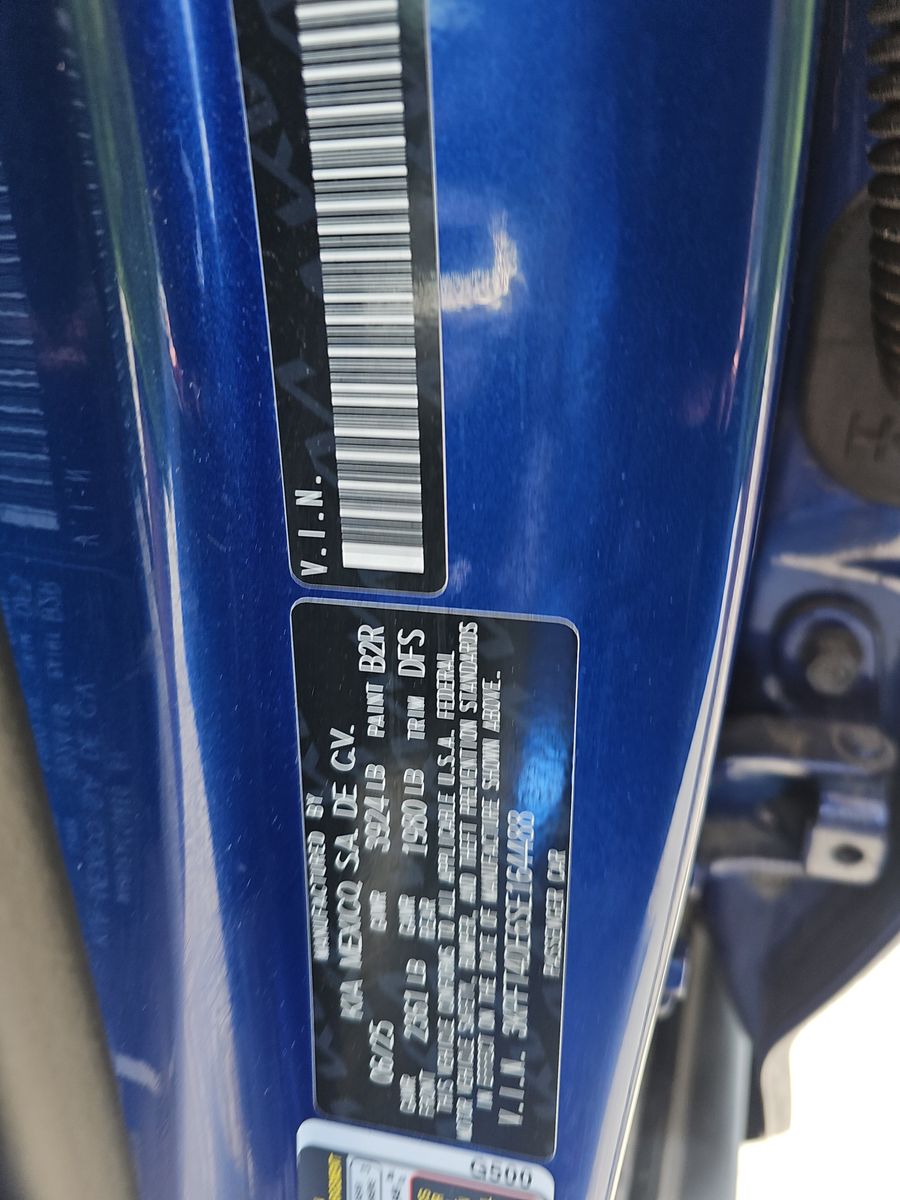 V.I.N.
MANUFACTURED BY
KIA MEXICO, S.A. DE C.V.
06/25 GVWR 3924 LB PAINT B2R
GAWR FRONT 2361 LB GAWR REAR 1980 LB TRIM DFS
THIS VEHICLE CONFORMS TO ALL APPLICABLE U.S.A. FEDERAL
MOTOR VEHICLE SAFETY, BUMPER, AND THEFT PREVENTION STANDARDS
IN EFFECT ON THE DATE OF MANUFACTURE SHOWN ABOVE.
V.I.N.
PASSENGER CAR
G500